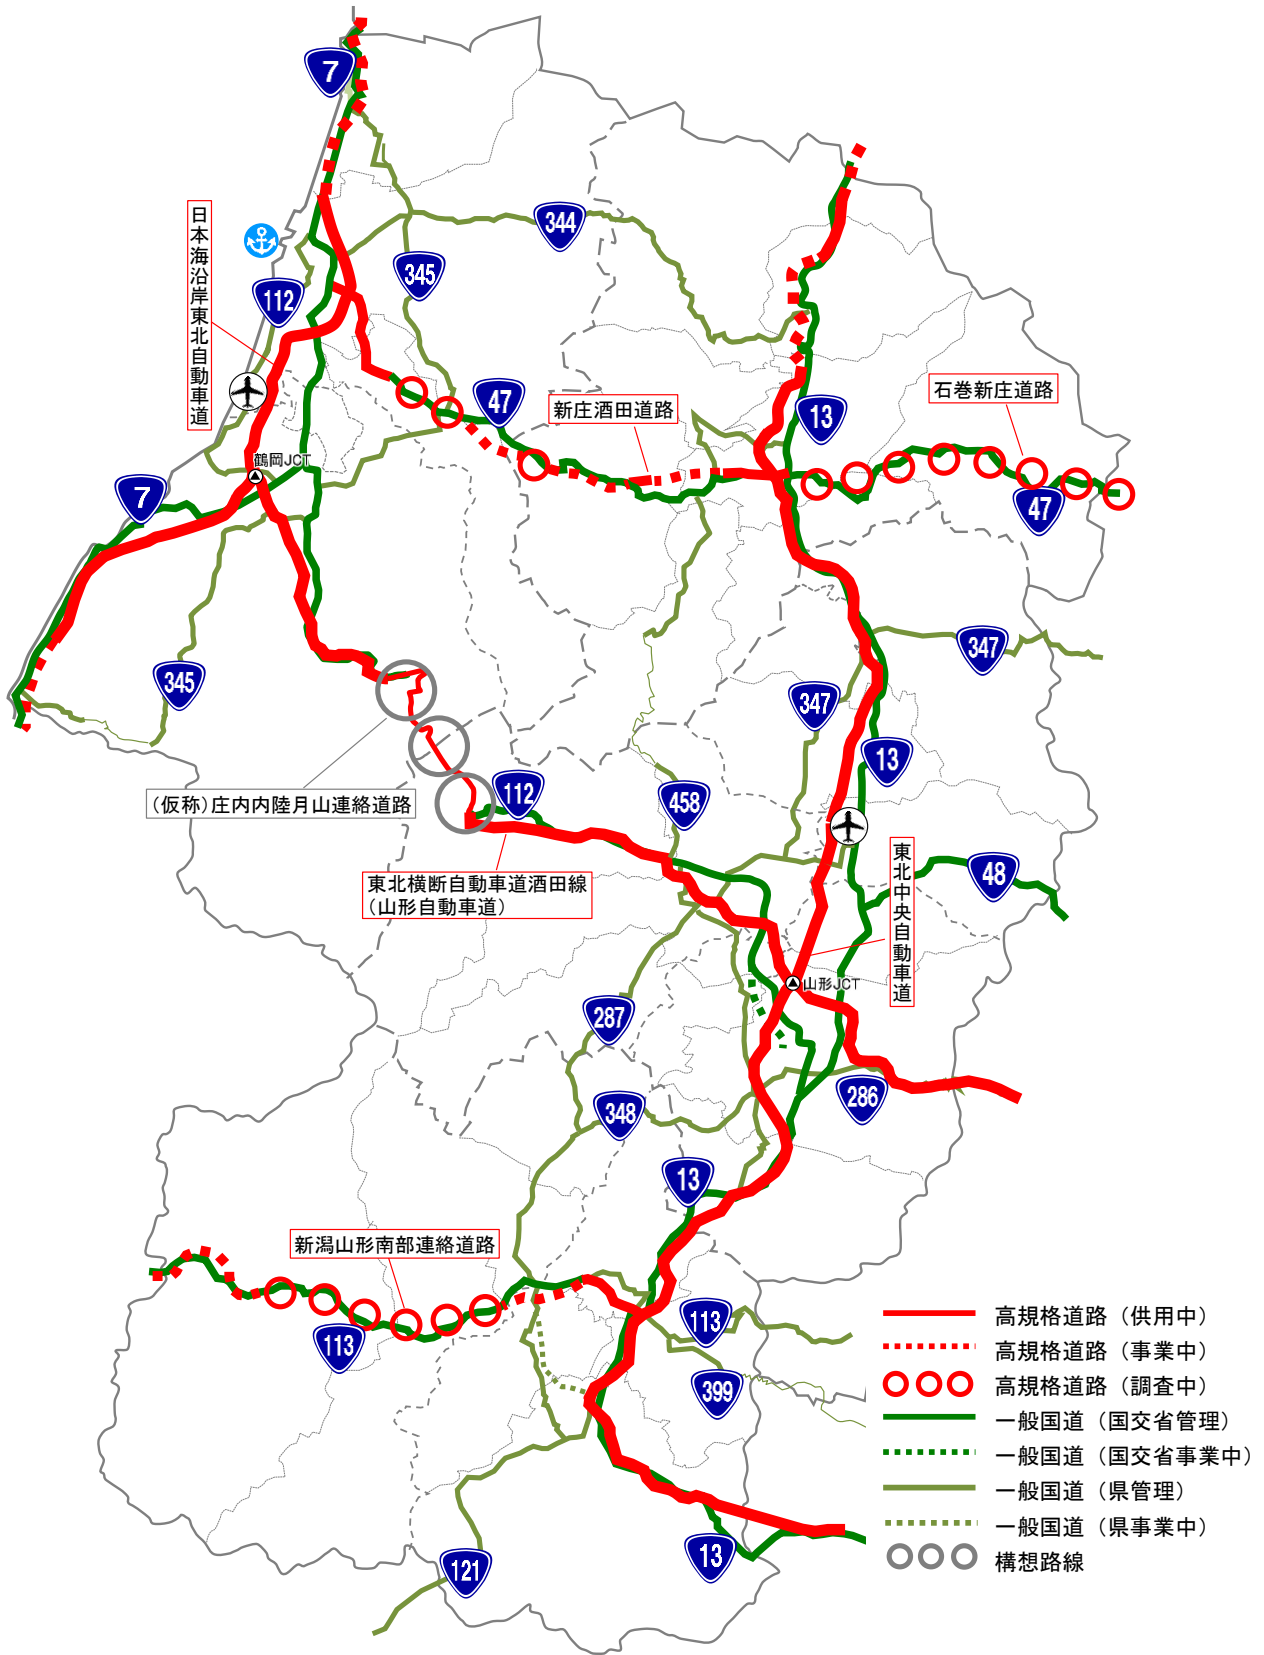 7
344
日本海沿岸東北自動車道
345
112
石巻新庄道路
47
新庄酒田道路
13
鶴岡JCT
7
47
347
345
347
13
(仮称)庄内内陸月山連絡道路
112
458
東北中央自動車道
48
東北横断自動車道酒田線
(山形自動車道)
山形JCT
287
286
348
13
新潟山形南部連絡道路
113
113
399
13
121
高規格道路（供用中）
高規格道路（事業中）
高規格道路（調査中）
一般国道（国交省管理）
一般国道（国交省事業中）
一般国道（県管理）
一般国道（県事業中）
構想路線